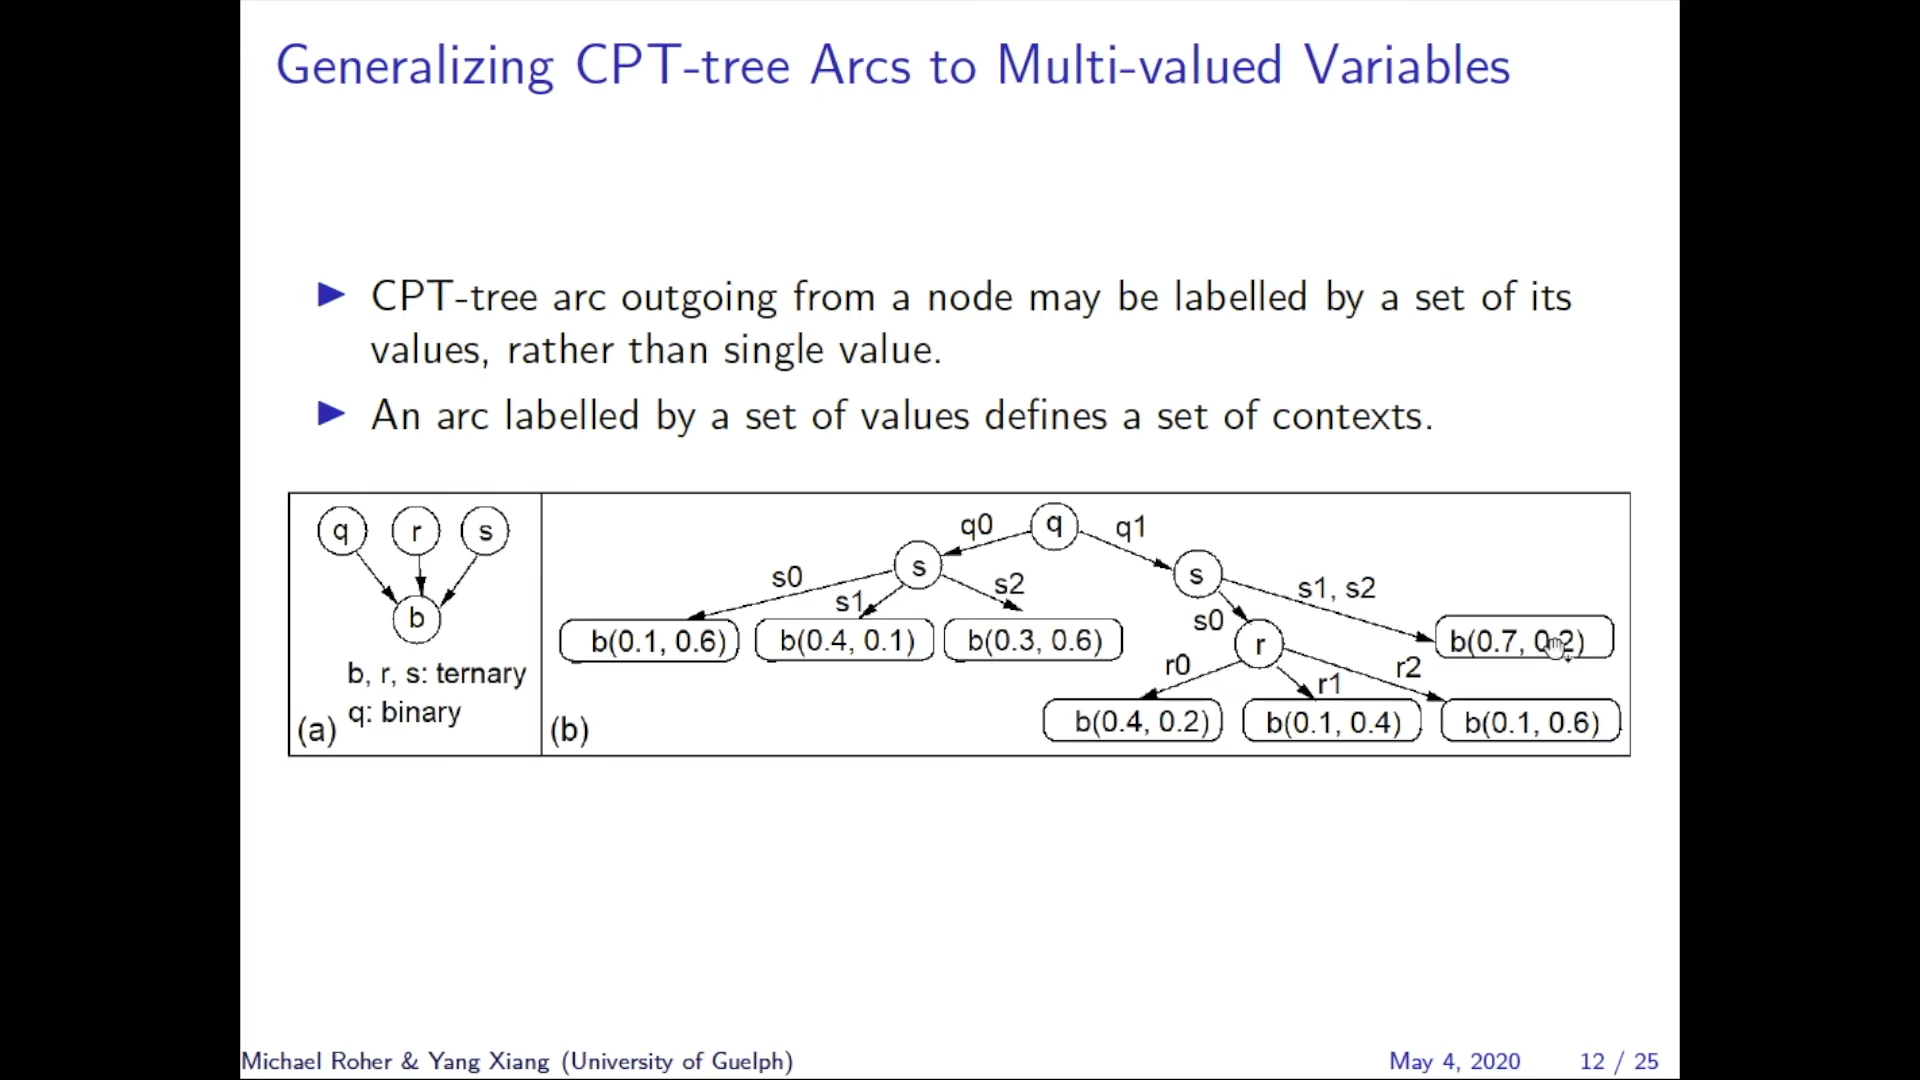 Generalizing CPT-tree Arcs to Multi-valued Variables
CPT-tree arc outgoing from a node may be labelled by a set of its
values, rather than single value.
An arc labelled by a set of values defines a set of contexts.
q r s
b
b, r, s: ternary
q: binary
(a)
q
q0 q1
s s
s0 s1 s2 s0 s1, s2
b(0.1, 0.6) b(0.4, 0.1) b(0.3, 0.6) r b(0.7, 0.2)
r0 r1 r2
b(0.4, 0.2) b(0.1, 0.4) b(0.1, 0.6)
(b)
Michael Roher & Yang Xiang (University of Guelph) May 4, 2020 12 / 25